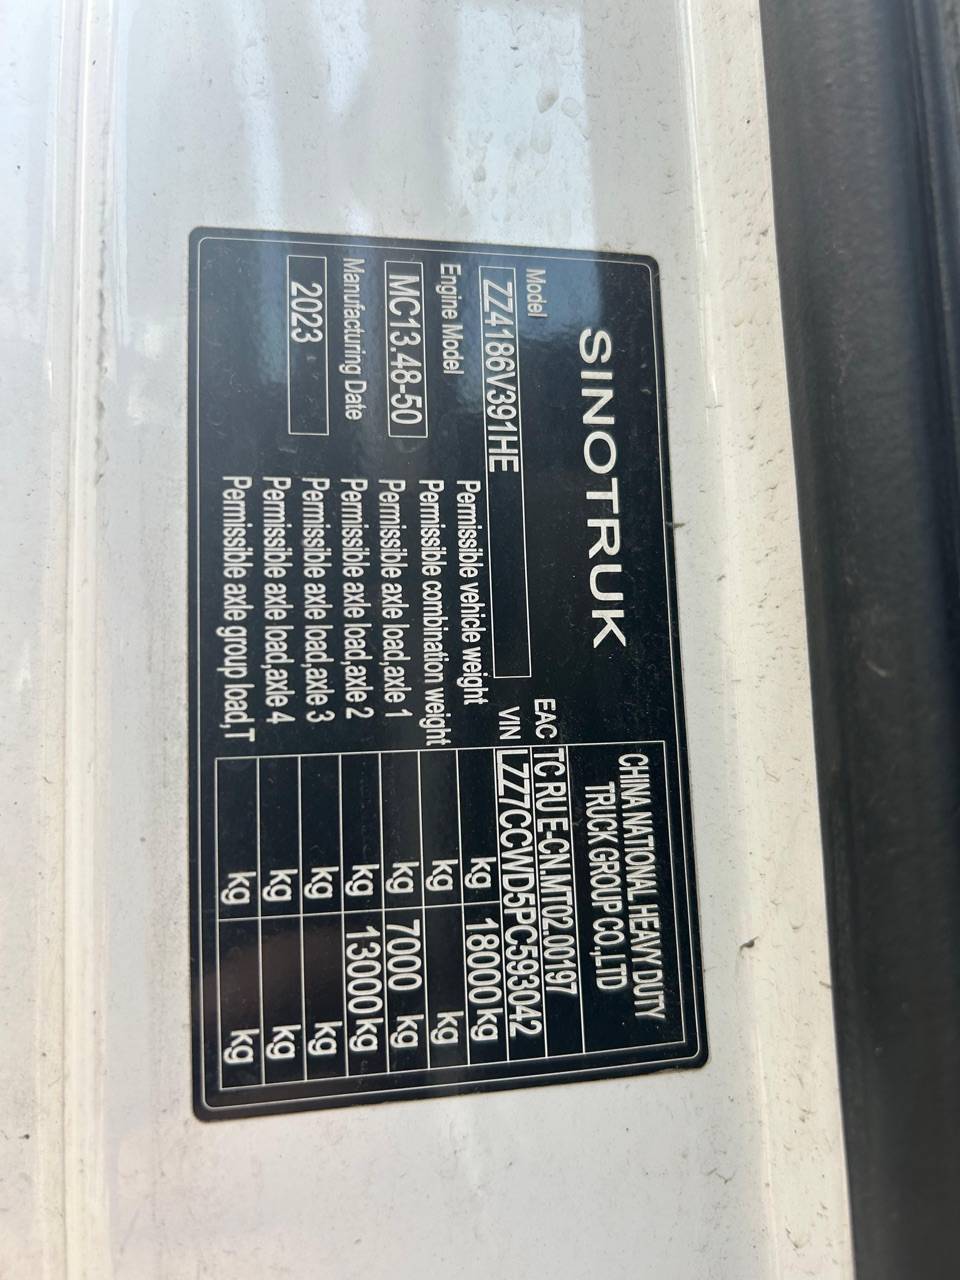 SINOTRUK
CHINA NATIONAL HEAVY DUTY
TRUCK GROUP CO.,LTD
Model
ZZ4186V391HE
EAC TC RU E-CN.MT02.00197
VIN LZZ7CCWD5PC593042
Engine Model
MC13.48-50
Manufacturing Date
2023
Permissible vehicle weight kg 18000 kg
Permissible combination weight kg kg
Permissible axle load,axle 1 kg 7000 kg
Permissible axle load,axle 2 kg 13000 kg
Permissible axle load,axle 3 kg kg
Permissible axle load,axle 4 kg kg
Permissible axle group load,T kg kg